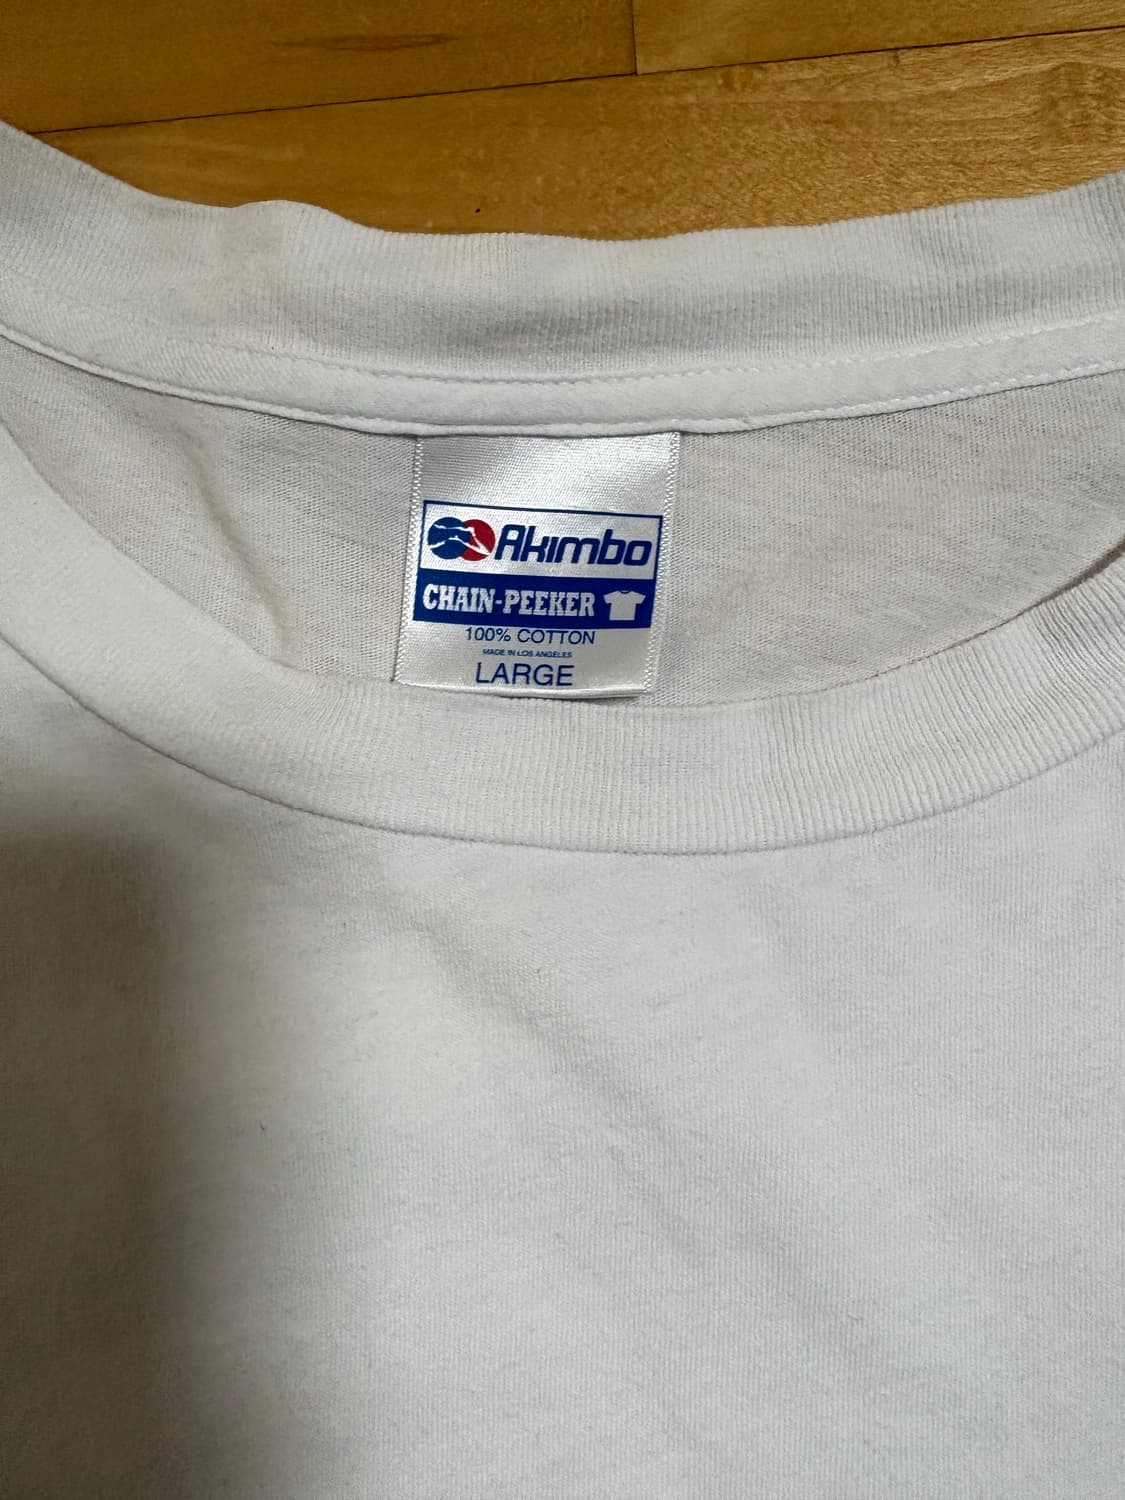 Akimbo
CHAIN-PEEKER
100% COTTON
MADE IN LOS ANGELES
LARGE